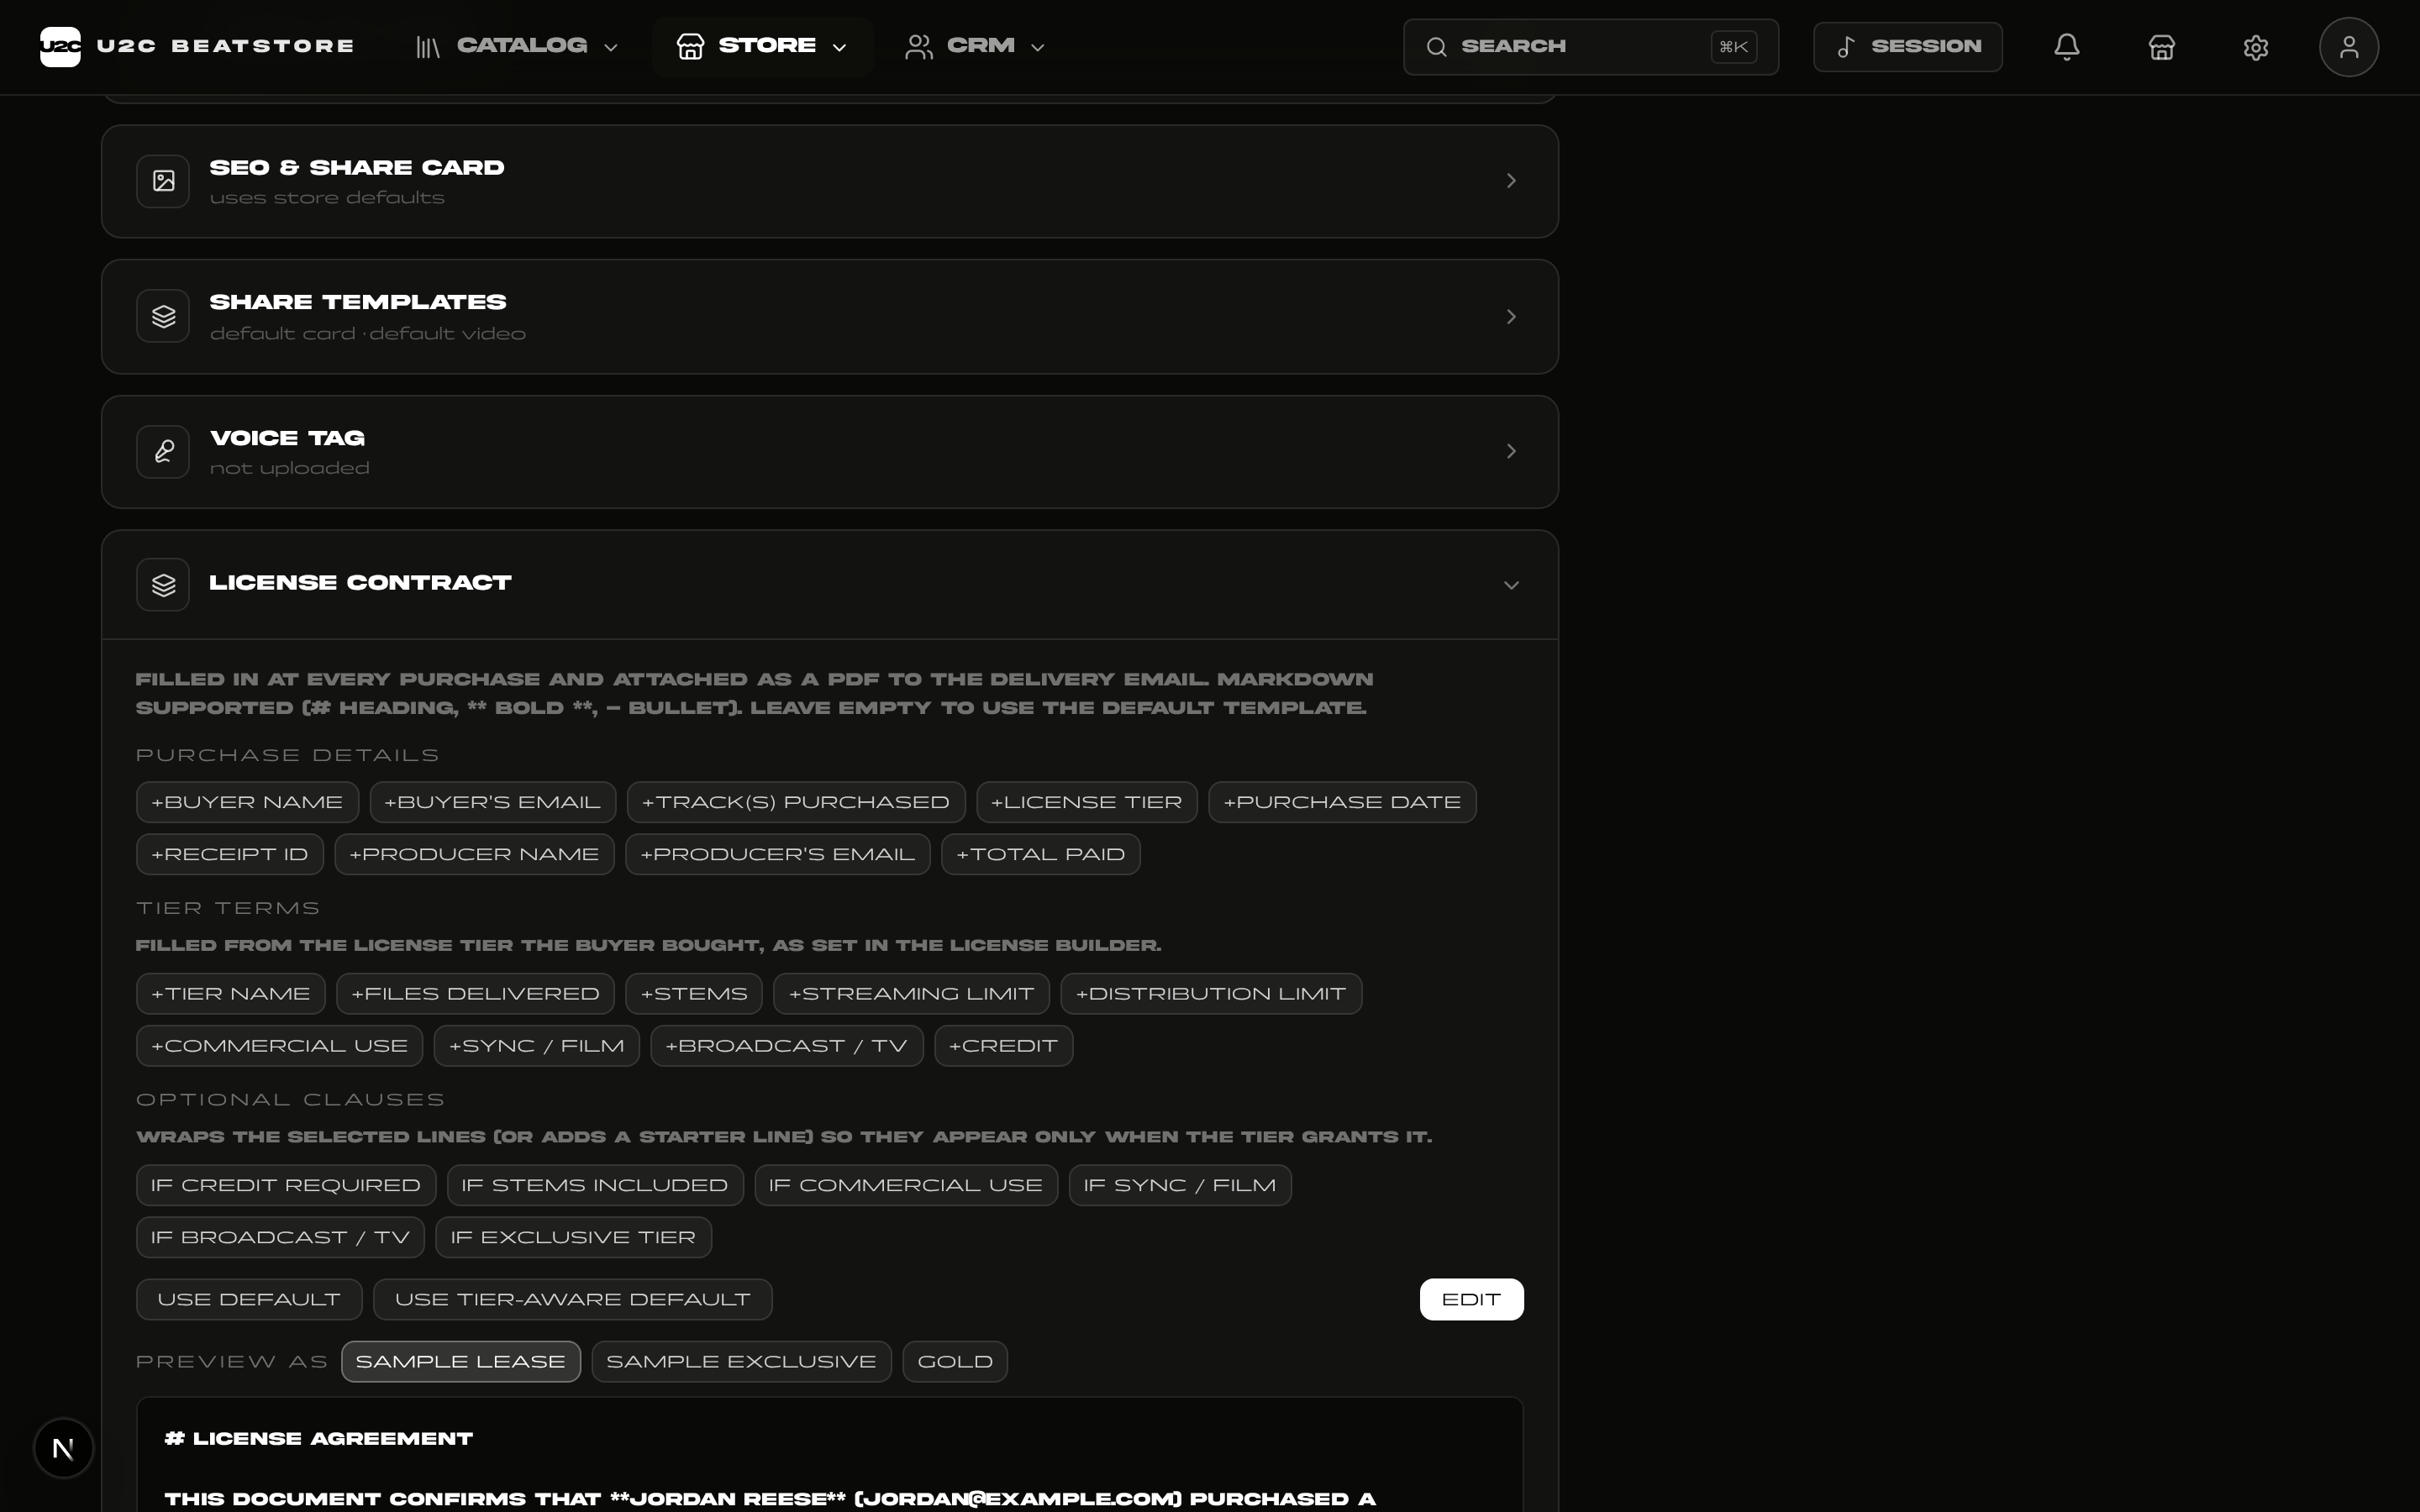 U2C U2C BEATSTORE CATALOG STORE CRM SEARCH ⌘K SESSION
SEO & SHARE CARD
uses store defaults
SHARE TEMPLATES
default card · default video
VOICE TAG
not uploaded
LICENSE CONTRACT
FILLED IN AT EVERY PURCHASE AND ATTACHED AS A PDF TO THE DELIVERY EMAIL. MARKDOWN
SUPPORTED (# HEADING, ** BOLD **, – BULLET). LEAVE EMPTY TO USE THE DEFAULT TEMPLATE.
PURCHASE DETAILS
+BUYER NAME +BUYER'S EMAIL +TRACK(S) PURCHASED +LICENSE TIER +PURCHASE DATE
+RECEIPT ID +PRODUCER NAME +PRODUCER'S EMAIL +TOTAL PAID
TIER TERMS
FILLED FROM THE LICENSE TIER THE BUYER BOUGHT, AS SET IN THE LICENSE BUILDER.
+TIER NAME +FILES DELIVERED +STEMS +STREAMING LIMIT +DISTRIBUTION LIMIT
+COMMERCIAL USE +SYNC / FILM +BROADCAST / TV +CREDIT
OPTIONAL CLAUSES
WRAPS THE SELECTED LINES (OR ADDS A STARTER LINE) SO THEY APPEAR ONLY WHEN THE TIER GRANTS IT.
IF CREDIT REQUIRED IF STEMS INCLUDED IF COMMERCIAL USE IF SYNC / FILM
IF BROADCAST / TV IF EXCLUSIVE TIER
USE DEFAULT USE TIER-AWARE DEFAULT EDIT
PREVIEW AS SAMPLE LEASE SAMPLE EXCLUSIVE GOLD
# LICENSE AGREEMENT
THIS DOCUMENT CONFIRMS THAT **JORDAN REESE** (JORDAN@EXAMPLE.COM) PURCHASED A
N